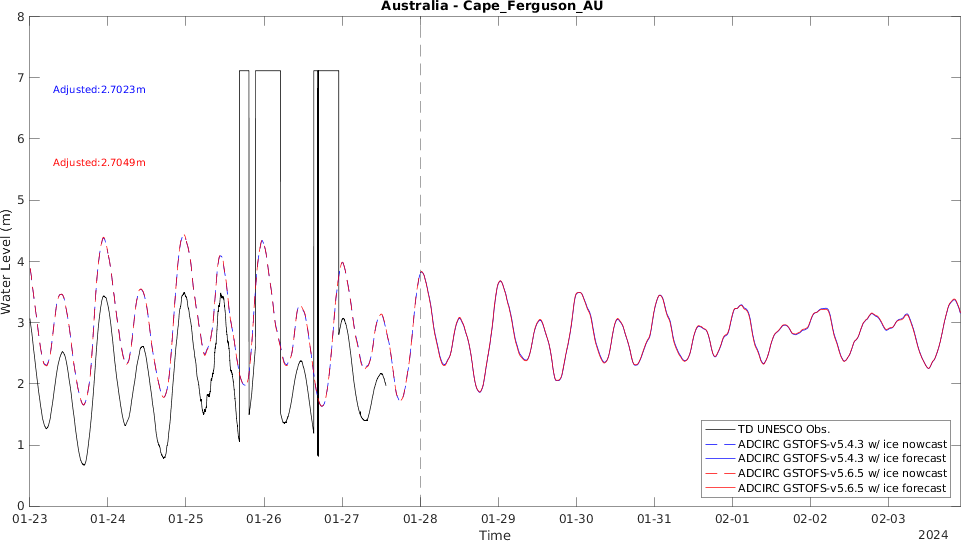 Australia - Cape_Ferguson_AU
8
7
6
5
4
3
2
1
0
Water Level (m)
Adjusted:2.7023m
Adjusted:2.7049m
TD UNESCO Obs.
ADCIRC GSTOFS-v5.4.3 w/ ice nowcast
ADCIRC GSTOFS-v5.4.3 w/ ice forecast
ADCIRC GSTOFS-v5.6.5 w/ ice nowcast
ADCIRC GSTOFS-v5.6.5 w/ ice forecast
01-23 01-24 01-25 01-26 01-27 01-28 01-29 01-30 01-31 02-01 02-02 02-03
Time
2024